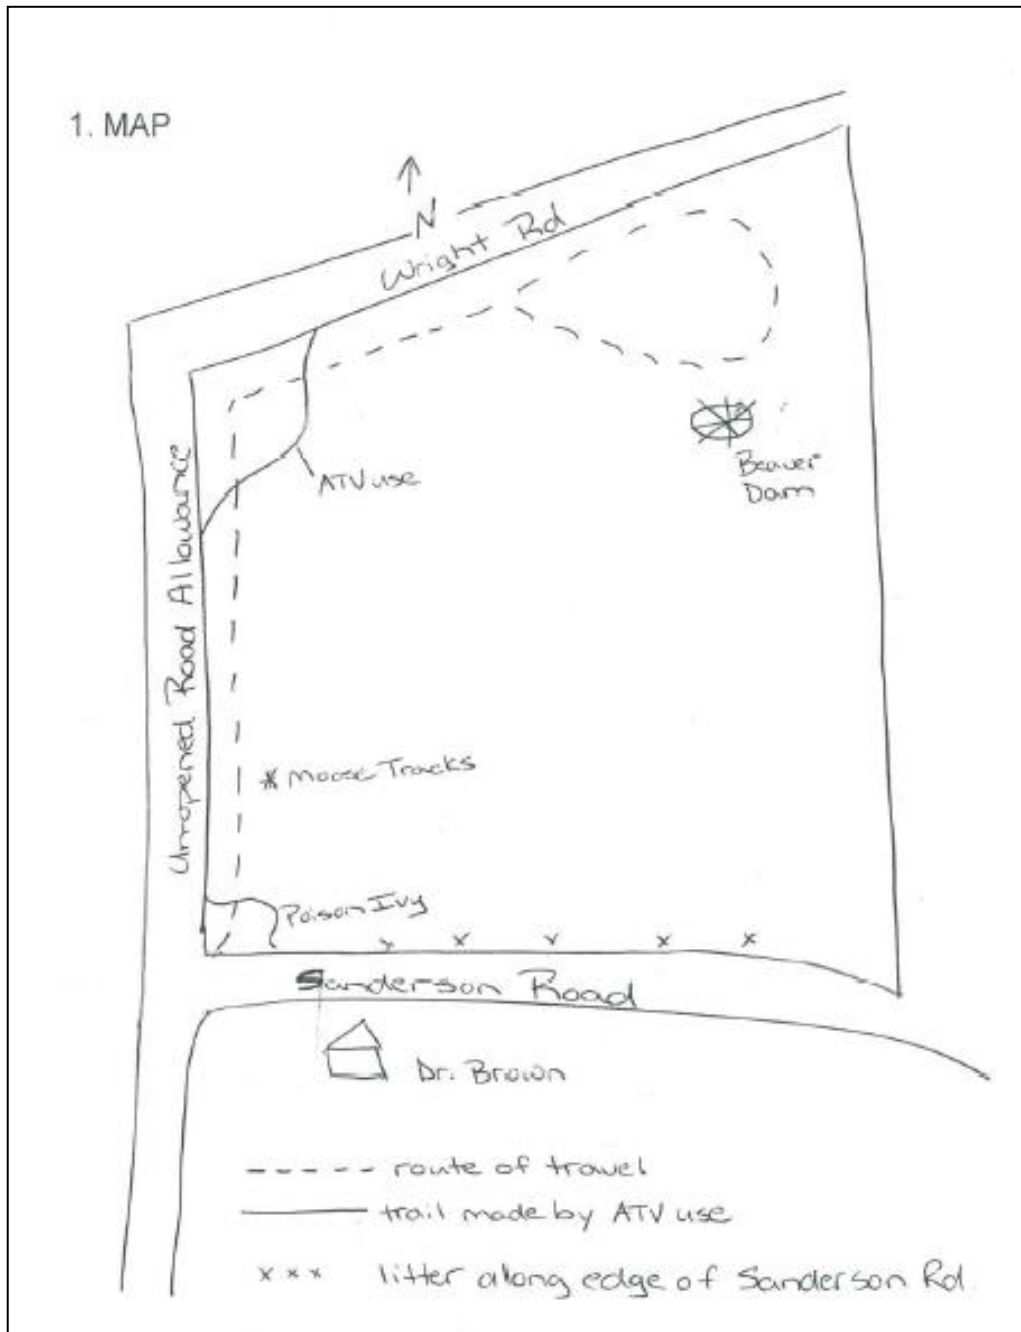 1. MAP
N
Wright Rd
ATV use
Beaver
Dam
Unopened Road Allowance
* Moose Tracks
Poison Ivy
x x x x x
Sanderson Road
Dr. Brown
----- route of travel
trail made by ATV use
x x x litter along edge of Sanderson Rd.